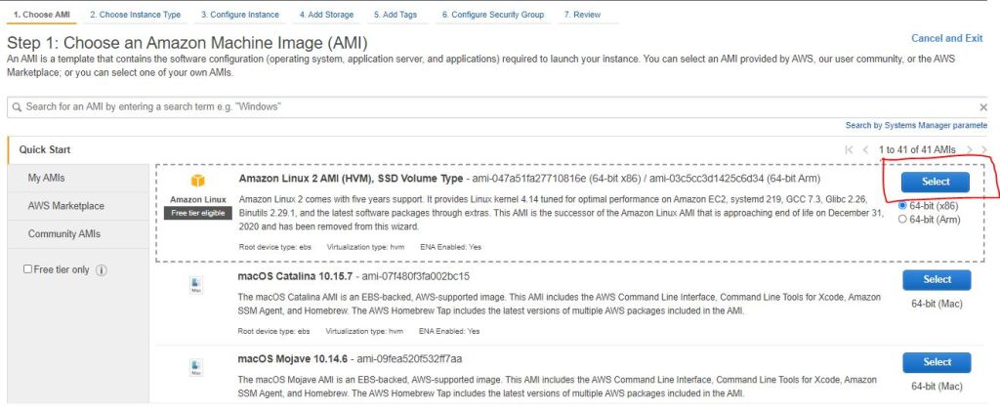 1. Choose AMI 2. Choose Instance Type 3. Configure Instance 4. Add Storage 5. Add Tags 6. Configure Security Group 7. Review
Step 1: Choose an Amazon Machine Image (AMI)
Cancel and Exit
An AMI is a template that contains the software configuration (operating system, application server, and applications) required to launch your instance. You can select an AMI provided by AWS, our user community, or the AWS
Marketplace; or you can select one of your own AMIs.
Search for an AMI by entering a search term e.g. "Windows"
Search by Systems Manager paramete
Quick Start
1 to 41 of 41 AMIs
My AMIs
AWS Marketplace
Community AMIs
Free tier only
Amazon Linux
Free tier eligible
Amazon Linux 2 AMI (HVM), SSD Volume Type - ami-047a51fa27710816e (64-bit x86) / ami-03c5cc3d1425c6d34 (64-bit Arm)
Amazon Linux 2 comes with five years support. It provides Linux kernel 4.14 tuned for optimal performance on Amazon EC2, systemd 219, GCC 7.3, Glibc 2.26,
Binutils 2.29.1, and the latest software packages through extras. This AMI is the successor of the Amazon Linux AMI that is approaching end of life on December 31,
2020 and has been removed from this wizard.
Root device type: ebs Virtualization type: hvm ENA Enabled: Yes
Select
64-bit (x86)
64-bit (Arm)
Mac
macOS Catalina 10.15.7 - ami-07f480f3fa002bc15
The macOS Catalina AMI is an EBS-backed, AWS-supported image. This AMI includes the AWS Command Line Interface, Command Line Tools for Xcode, Amazon
SSM Agent, and Homebrew. The AWS Homebrew Tap includes the latest versions of multiple AWS packages included in the AMI.
Root device type: ebs Virtualization type: hvm ENA Enabled: Yes
Select
64-bit (Mac)
Mac
macOS Mojave 10.14.6 - ami-09fea520f532ff7aa
The macOS Mojave AMI is an EBS-backed, AWS-supported image. This AMI includes the AWS Command Line Interface, Command Line Tools for Xcode, Amazon
SSM Agent, and Homebrew. The AWS Homebrew Tap includes the latest versions of multiple AWS packages included in the AMI.
Select
64-bit (Mac)